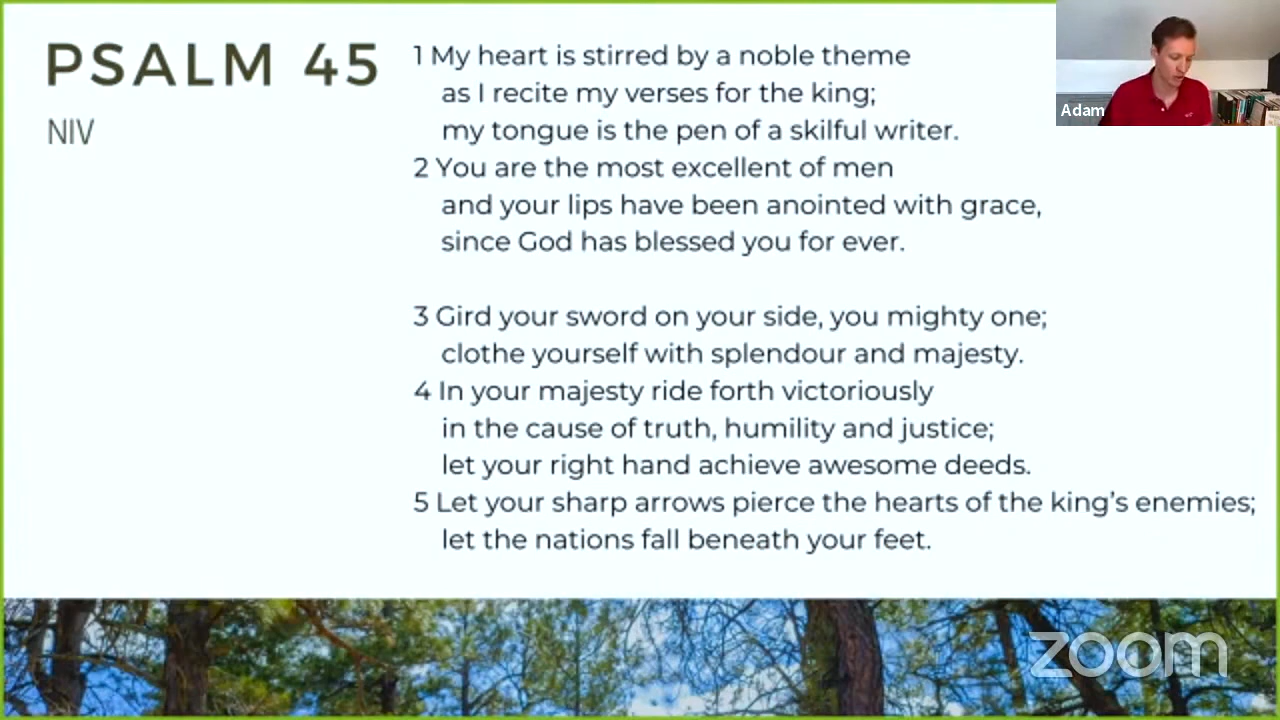 PSALM 45
NIV
1 My heart is stirred by a noble theme
as I recite my verses for the king;
my tongue is the pen of a skilful writer.
2 You are the most excellent of men
and your lips have been anointed with grace,
since God has blessed you for ever.
3 Gird your sword on your side, you mighty one;
clothe yourself with splendour and majesty.
4 In your majesty ride forth victoriously
in the cause of truth, humility and justice;
let your right hand achieve awesome deeds.
5 Let your sharp arrows pierce the hearts of the king's enemies;
let the nations fall beneath your feet.
Adam
zoom